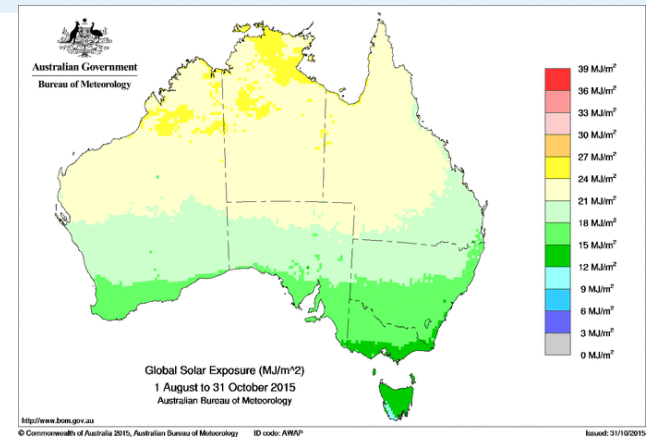 Australian Government
Bureau of Meteorology
39 MJ/m²
36 MJ/m²
33 MJ/m²
30 MJ/m²
27 MJ/m²
24 MJ/m²
21 MJ/m²
18 MJ/m²
15 MJ/m²
12 MJ/m²
9 MJ/m²
6 MJ/m²
3 MJ/m²
0 MJ/m²
Global Solar Exposure (MJ/m^2)
1 August to 31 October 2015
Australian Bureau of Meteorology
http://www.bom.gov.au
© Commonwealth of Australia 2015, Australian Bureau of Meteorology ID code: AWAP Issued: 31/10/2015